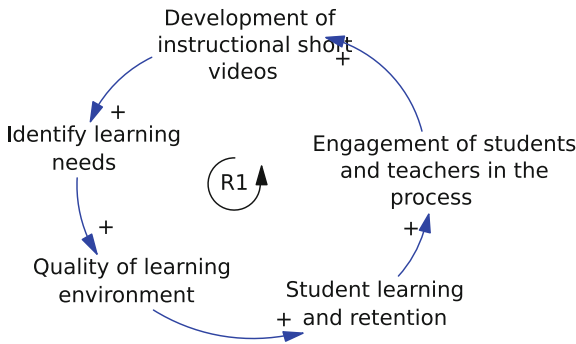 Development of
instructional short
videos
+
+
Identify learning
needs
Engagement of students
and teachers in the
process
R1
+
+
Quality of learning
environment
Student learning
and retention
+